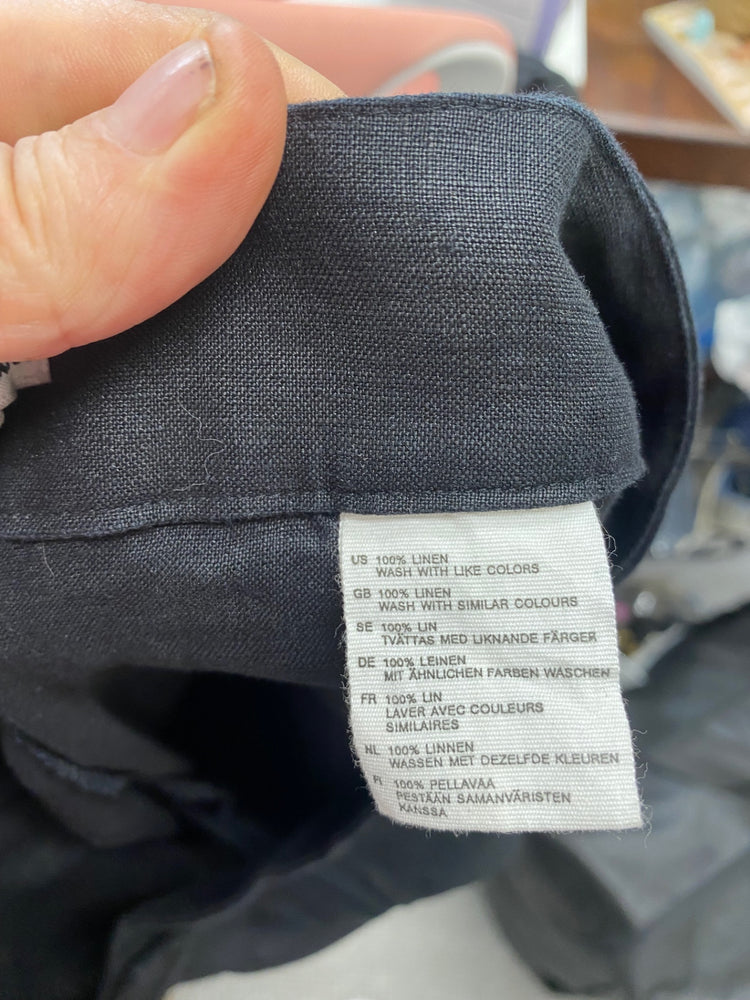 US 100% LINEN
WASH WITH LIKE COLORS
GB 100% LINEN
WASH WITH SIMILAR COLOURS
SE 100% LIN
TVÄTTAS MED LIKNANDE FÄRGER
DE 100% LEINEN
MIT ÄHNLICHEN FARBEN WASCHEN
FR 100% LIN
LAVER AVEC COULEURS
SIMILAIRES
NL 100% LINNEN
WASSEN MET DEZELFDE KLEUREN
FI 100% PELLAVAA
PESTÄÄN SAMANVÄRISTEN
KANSSA